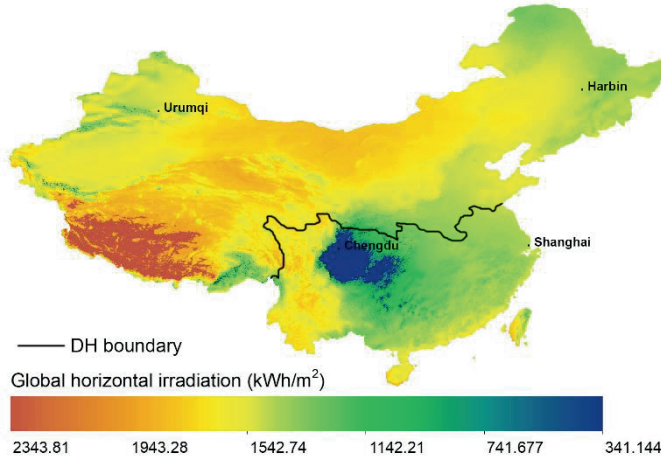 Harbin
Urumqi
Chengdu
Shanghai
DH boundary
Global horizontal irradiation (kWh/m²)
2343.81 1943.28 1542.74 1142.21 741.677 341.144